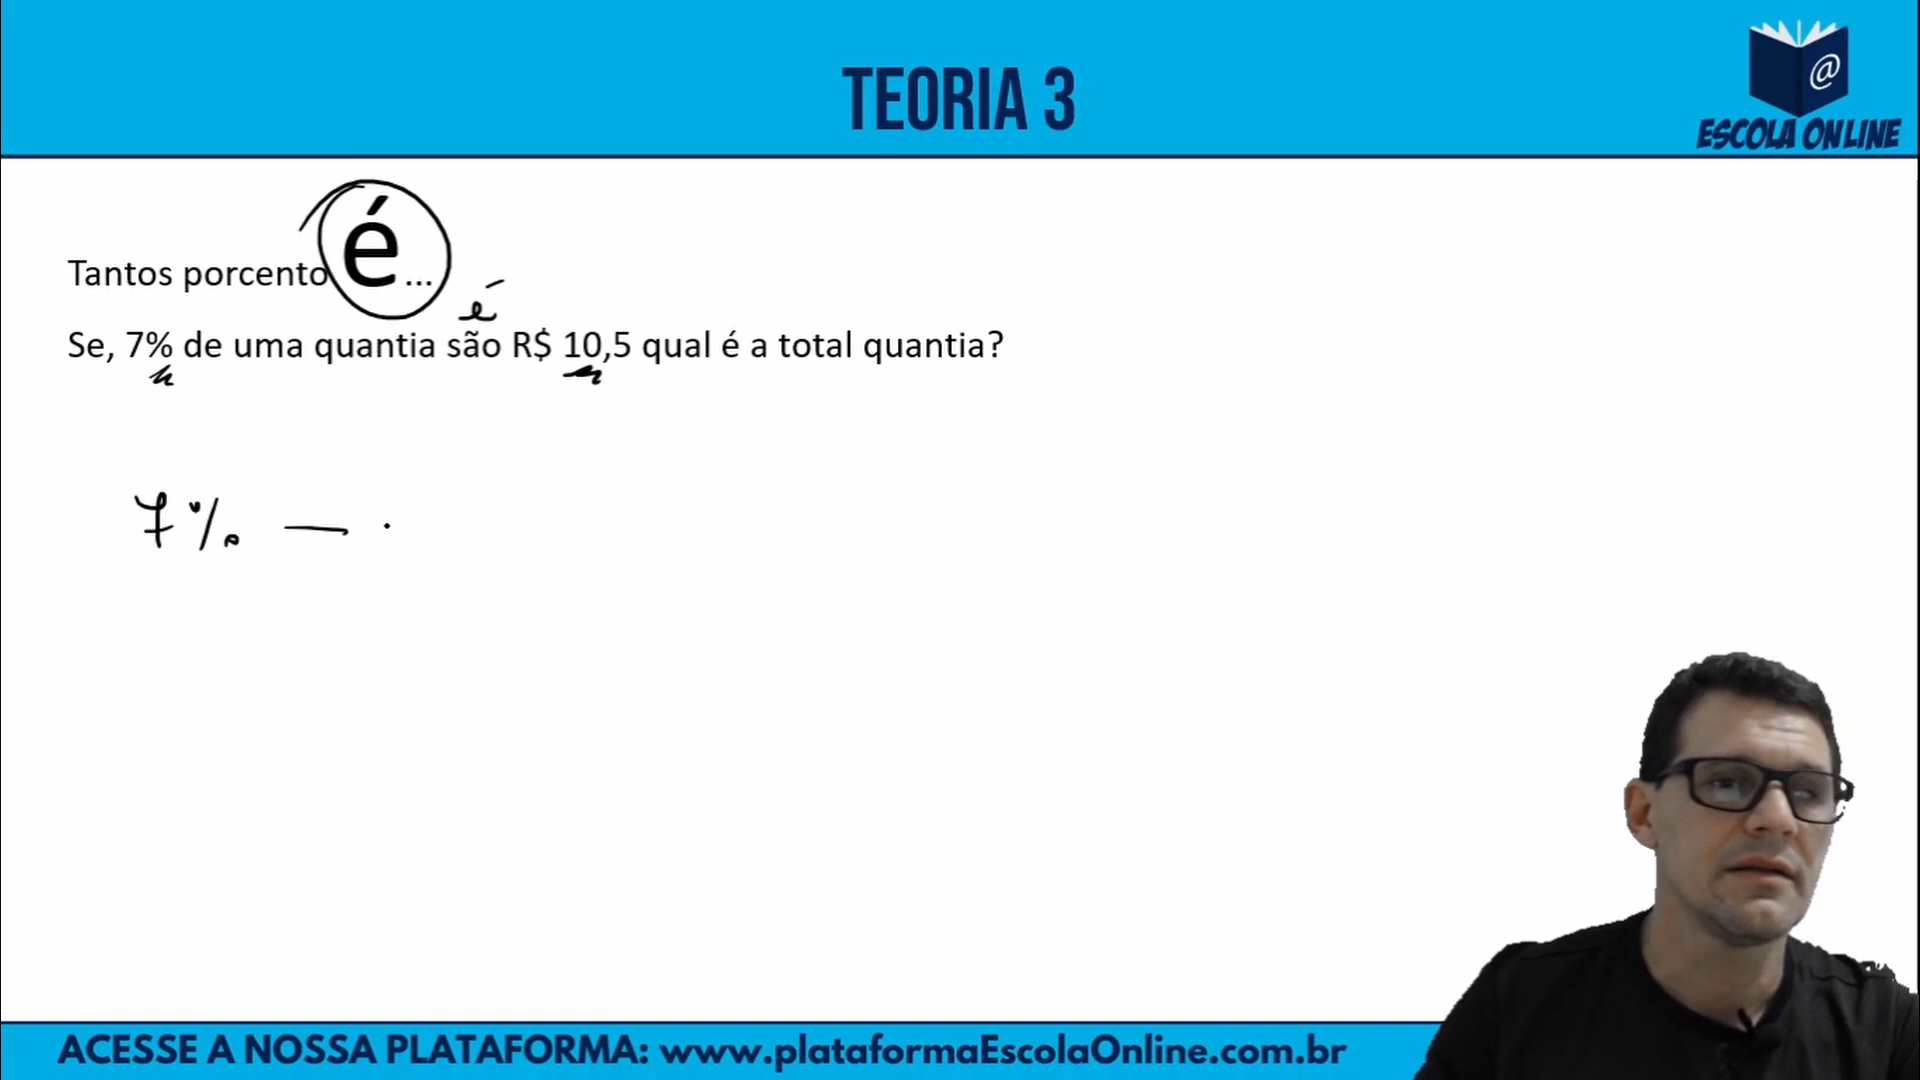 TEORIA 3
@
ESCOLA ONLINE
Tantos porcento é...
é
Se, 7% de uma quantia são R$ 10,5 qual é a total quantia?
7% —
ACESSE A NOSSA PLATAFORMA: www.plataformaEscolaOnline.com.br